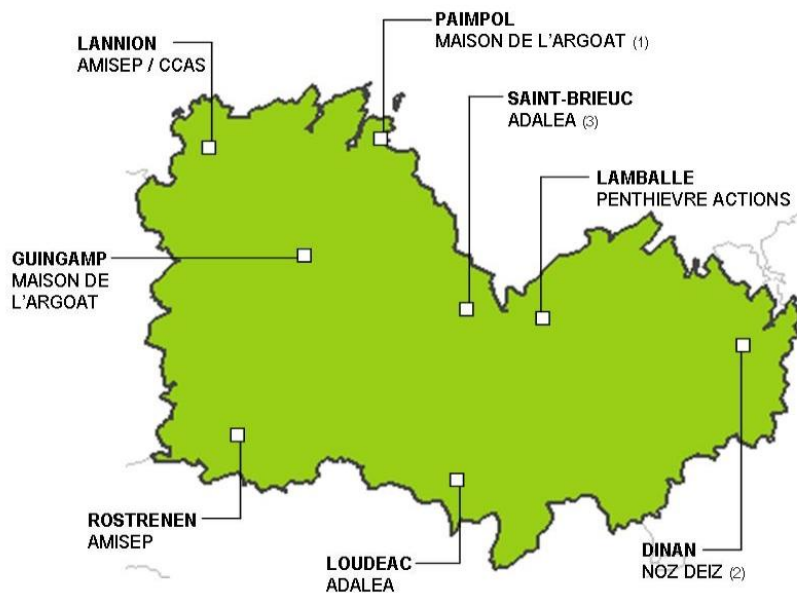 PAIMPOL
MAISON DE L'ARGOAT (1)
LANNION
AMISEP / CCAS
SAINT-BRIEUC
ADALEA (3)
LAMBALLE
PENTHIEVRE ACTIONS
GUINGAMP
MAISON DE
L'ARGOAT
ROSTRENEN
AMISEP
LOUDEAC
ADALEA
DINAN
NOZ DEIZ (2)